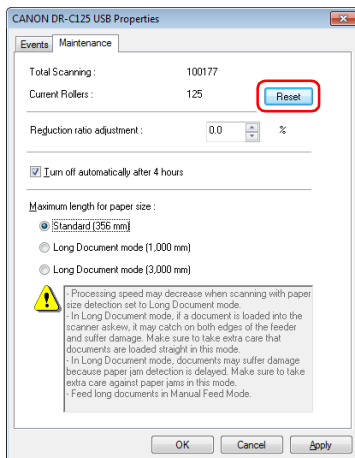 CANON DR-C125 USB Properties
Events Maintenance
Total Scanning : 100177
Current Rollers : 125 Reset
Reduction ratio adjustment : 0.0 %
Turn off automatically after 4 hours
Maximum length for paper size :
Standard (356 mm)
Long Document mode (1,000 mm)
Long Document mode (3,000 mm)
- Processing speed may decrease when scanning with paper
size detection set to Long Document mode.
- In Long Document mode, if a document is loaded into the
scanner askew, it may catch on both edges of the feeder
and suffer damage. Make sure to take extra care that
documents are loaded straight in this mode.
- In Long Document mode, documents may suffer damage
because paper jam detection is delayed. Make sure to take
extra care against paper jams in this mode.
- Feed long documents in Manual Feed Mode.
OK Cancel Apply